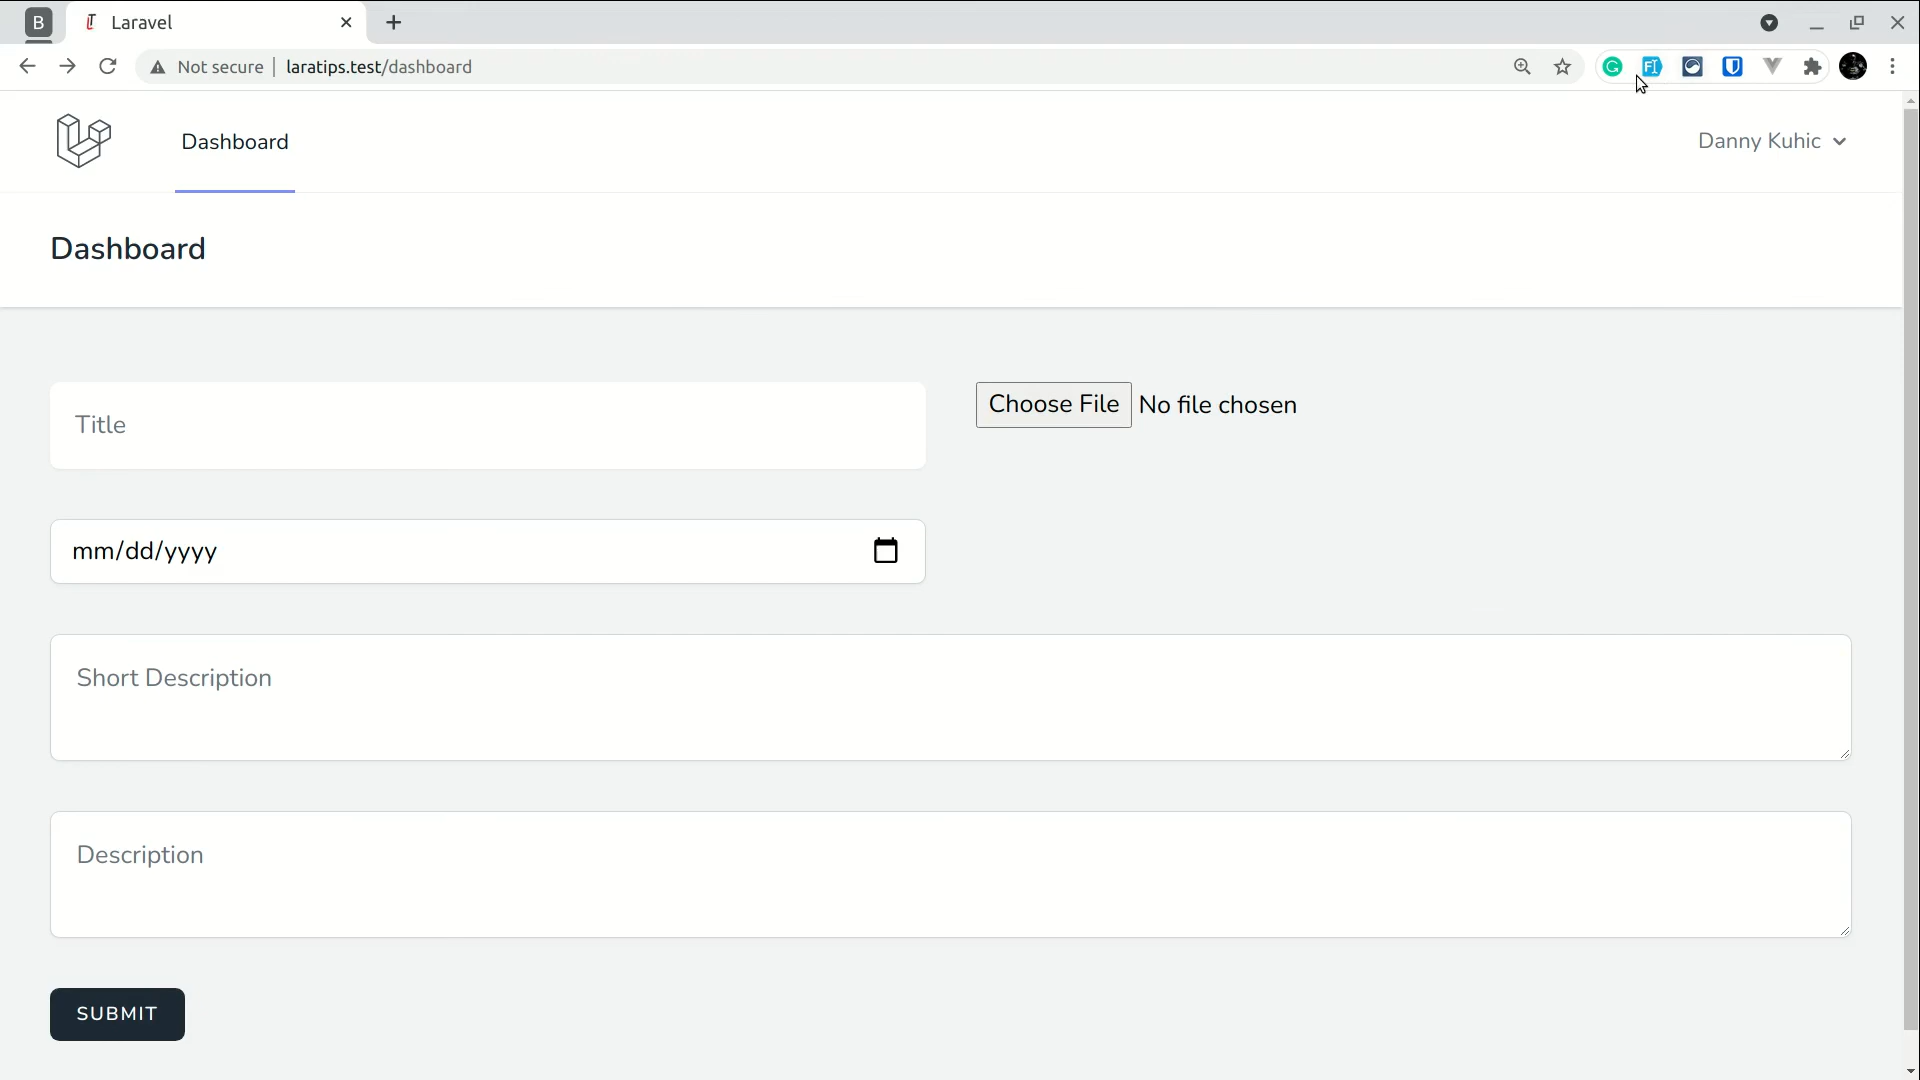 B
Laravel
Not secure | laratips.test/dashboard
Dashboard
Danny Kuhic
Dashboard
Title
Choose File No file chosen
mm/dd/yyyy
Short Description
Description
SUBMIT